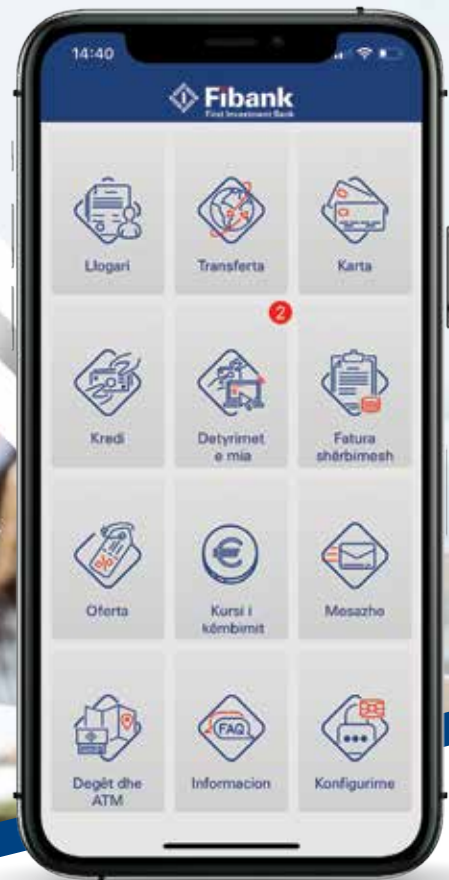 14:40
Fibank
First Investment Bank
Llogari
Transferta
Karta
2
Kredi
Detyrimet
e mia
Fatura
shërbimesh
Oferta
Kursi i
këmbimit
Mesazhe
Degët dhe
ATM
FAQ
Informacion
Konfigurime